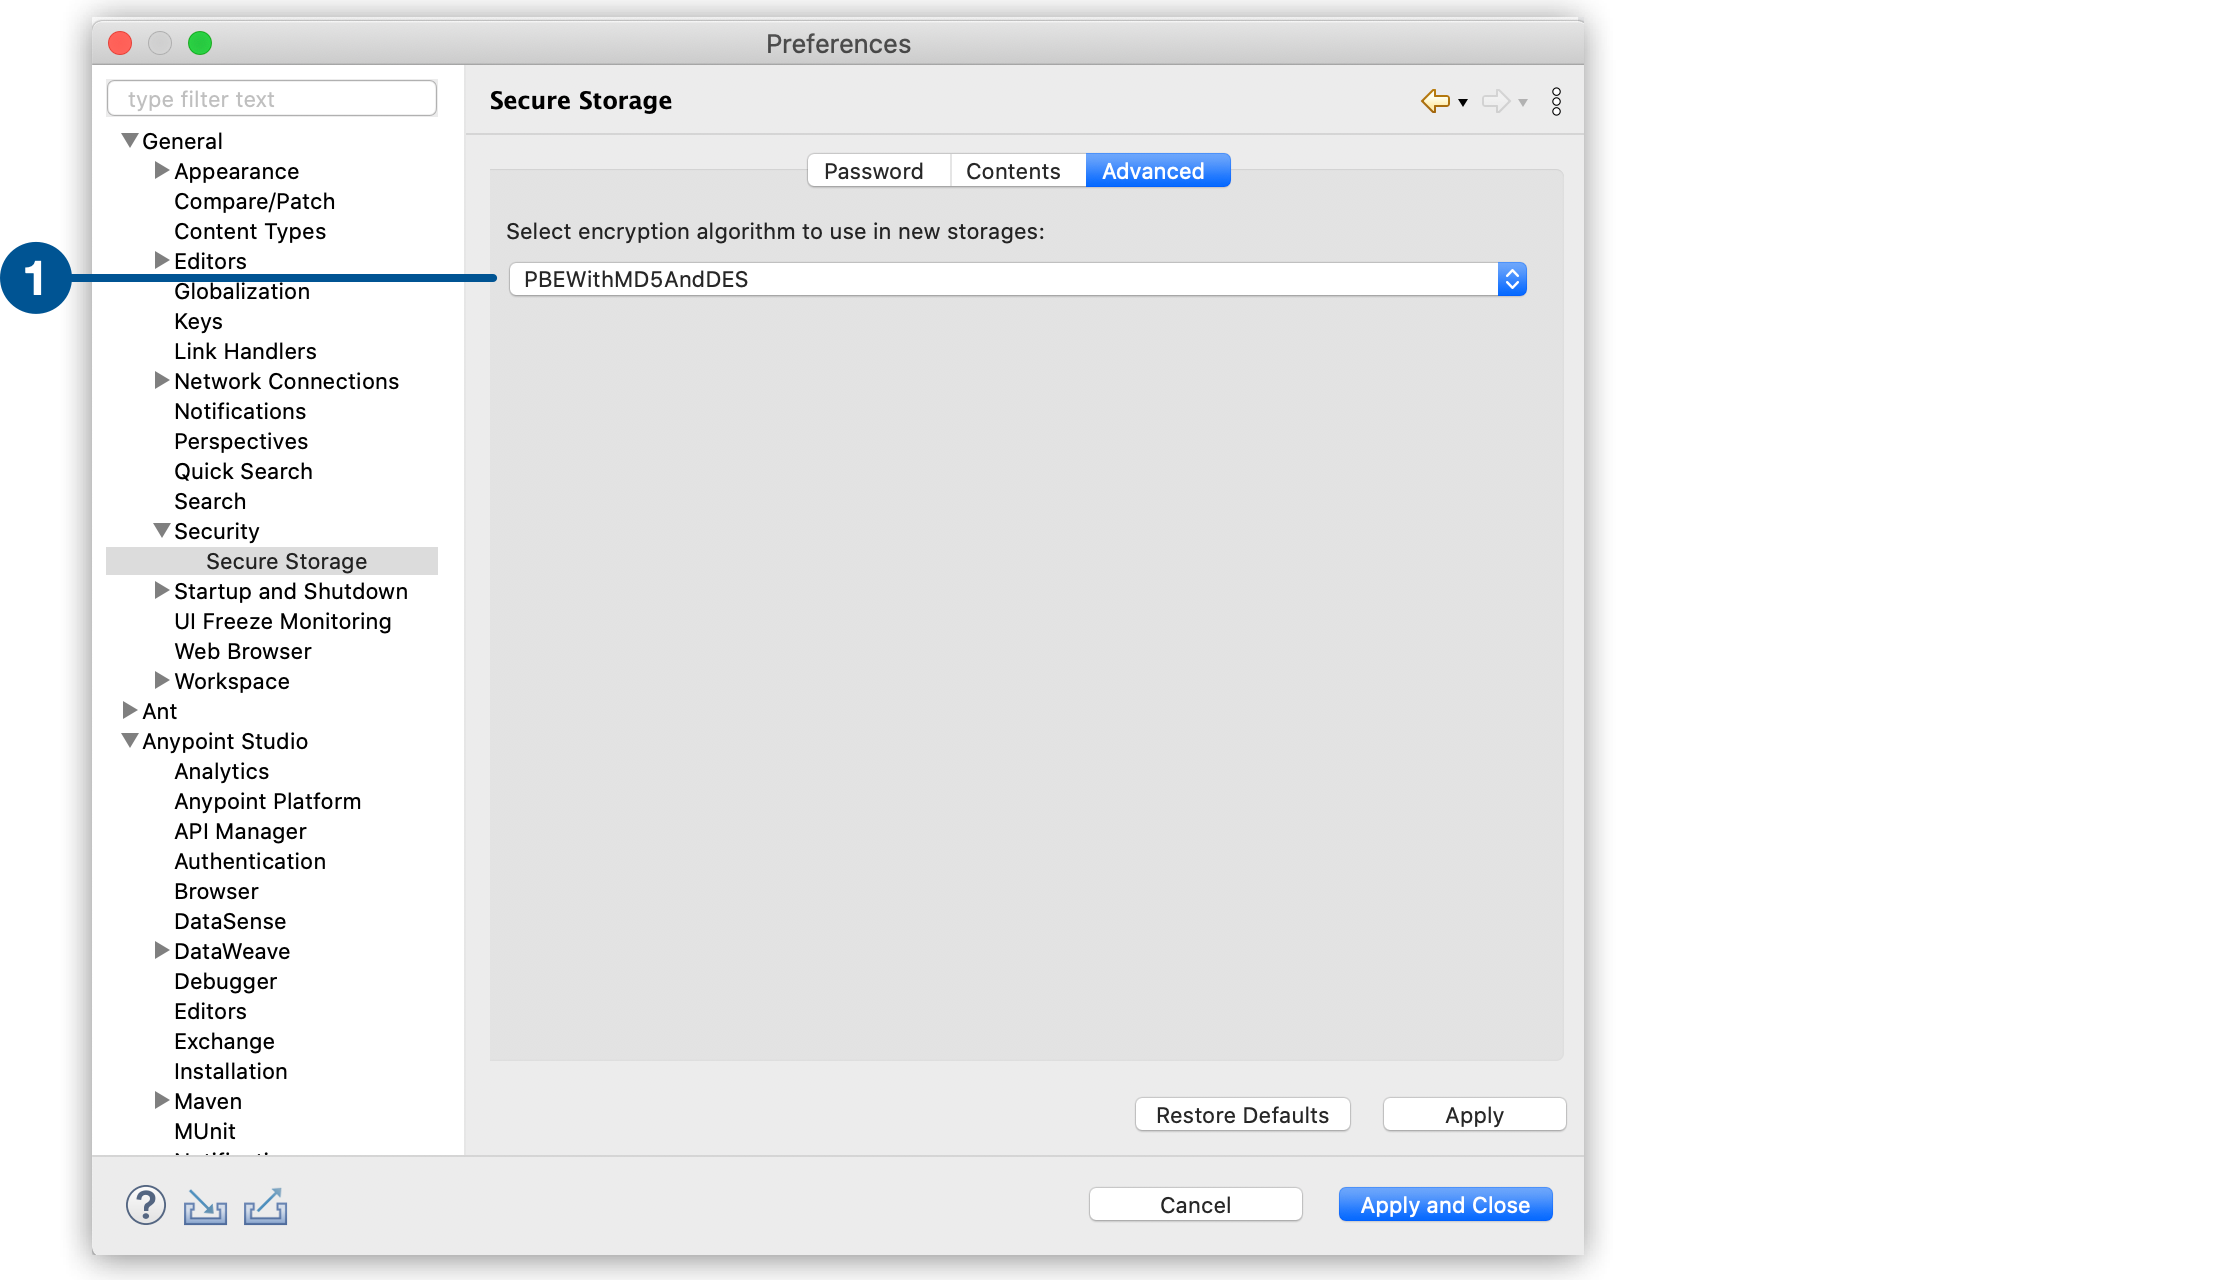 Preferences
type filter text
General
Appearance
Compare/Patch
Content Types
Editors
Globalization
Keys
Link Handlers
Network Connections
Notifications
Perspectives
Quick Search
Search
Security
Secure Storage
Startup and Shutdown
UI Freeze Monitoring
Web Browser
Workspace
Ant
Anypoint Studio
Analytics
Anypoint Platform
API Manager
Authentication
Browser
DataSense
DataWeave
Debugger
Editors
Exchange
Installation
Maven
MUnit
1
Secure Storage
Password Contents Advanced
Select encryption algorithm to use in new storages:
PBEWithMD5AndDES
Restore Defaults Apply
? Cancel Apply and Close